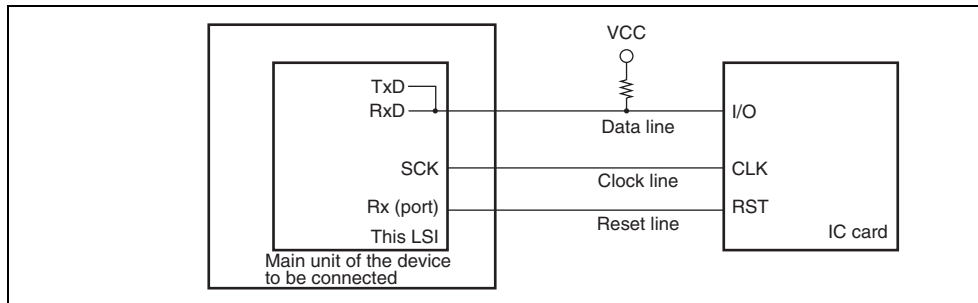 VCC
TxD
RxD
I/O
Data line
SCK
CLK
Clock line
Rx (port)
RST
Reset line
This LSI
IC card
Main unit of the device
to be connected